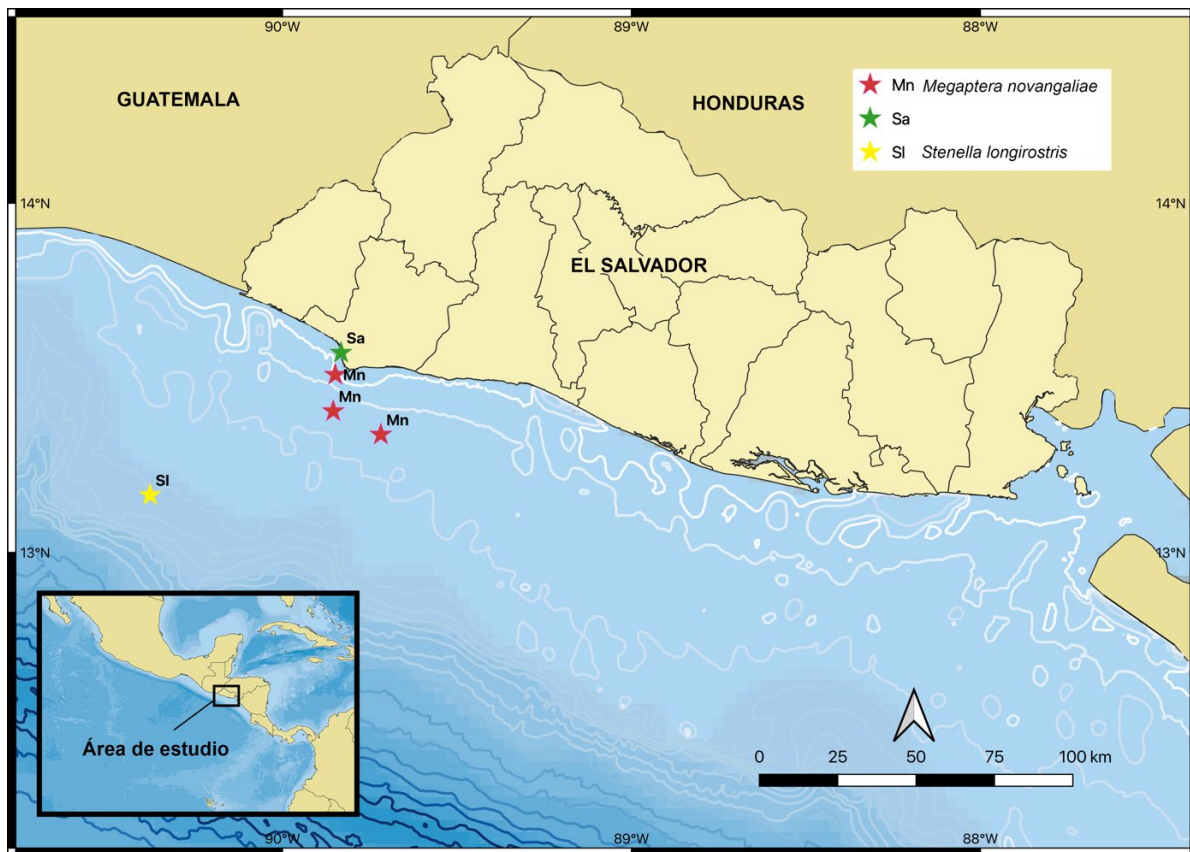 90°W 89°W 88°W
GUATEMALA
HONDURAS
Mn Megaptera novangaliae
Sa
Sl Stenella longirostris
14°N 14°N
EL SALVADOR
Sa
Mn
Mn
Mn
Sl
13°N 13°N
Área de estudio
0 25 50 75 100 km
90°W 89°W 88°W